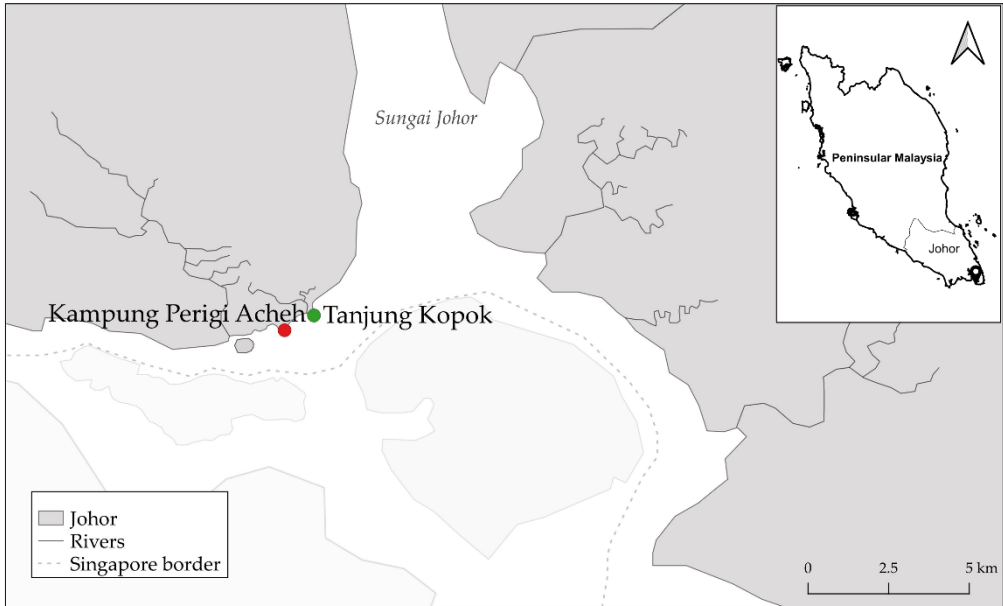 Sungai Johor
Peninsular Malaysia
Johor
Kampung Perigi Acheh
Tanjung Kopok
Johor
Rivers
Singapore border
0 2.5 5 km